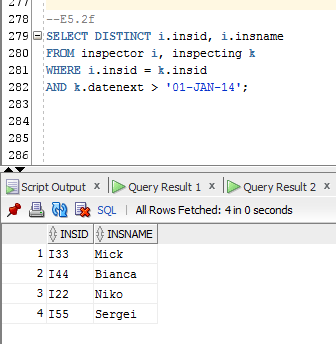 278 --E5.2f
279 SELECT DISTINCT i.insid, i.insname
280 FROM inspector i, inspecting k
281 WHERE i.insid = k.insid
282 AND k.datenext > '01-JAN-14';
283
284
285
286
Script Output x Query Result 1 x Query Result 2 x
SQL | All Rows Fetched: 4 in 0 seconds
INSID INSNAME
1 I33 Mick
2 I44 Bianca
3 I22 Niko
4 I55 Sergei